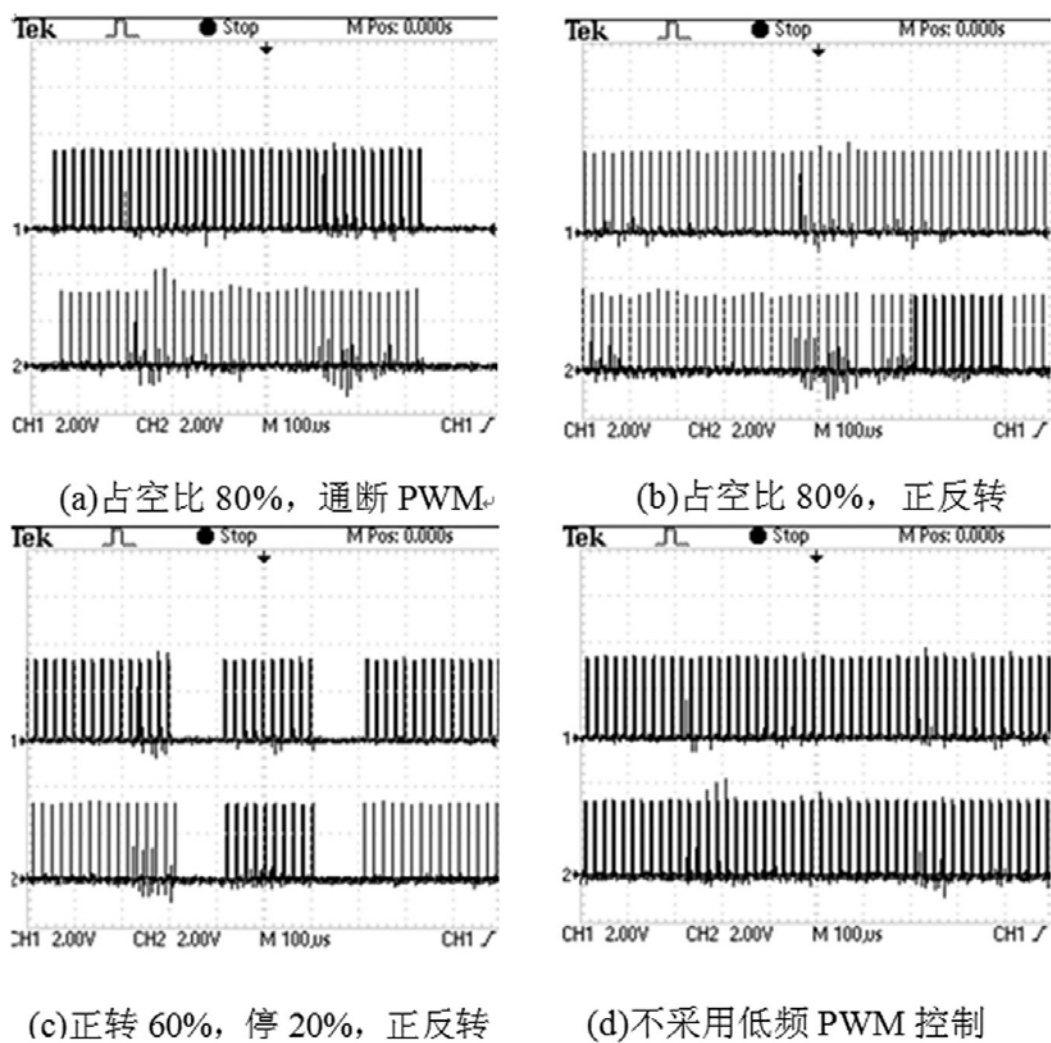 Tek Stop M Pos: 0.000s
1
2
CH1 2.00V CH2 2.00V M 100µs CH1
(a)占空比 80%，通断 PWM
Tek Stop M Pos: 0.000s
1
2
CH1 2.00V CH2 2.00V M 100µs CH1
(b)占空比 80%，正反转
Tek Stop M Pos: 0.000s
1
2
CH1 2.00V CH2 2.00V M 100µs CH1
(c)正转 60%，停 20%，正反转
Tek Stop M Pos: 0.000s
1
2
CH1 2.00V CH2 2.00V M 100µs CH1
(d)不采用低频 PWM 控制